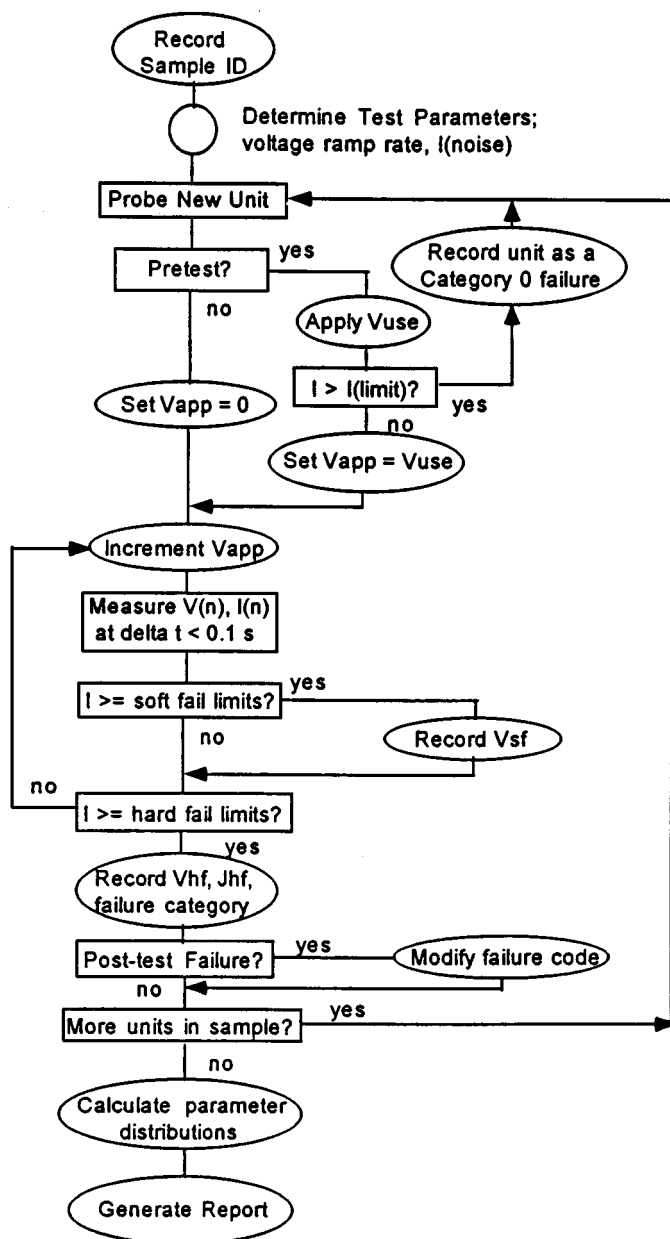 Record
Sample ID
Determine Test Parameters;
voltage ramp rate, I(noise)
Probe New Unit
Pretest?
yes
no
Record unit as a
Category 0 failure
Apply Vuse
I > I(limit)?
yes
no
Set Vapp = 0
Set Vapp = Vuse
Increment Vapp
Measure V(n), I(n)
at delta t < 0.1 s
I >= soft fail limits?
yes
no
Record Vsf
no
I >= hard fail limits?
yes
Record Vhf, Jhf,
failure category
Post-test Failure?
yes
no
Modify failure code
More units in sample?
yes
no
Calculate parameter
distributions
Generate Report